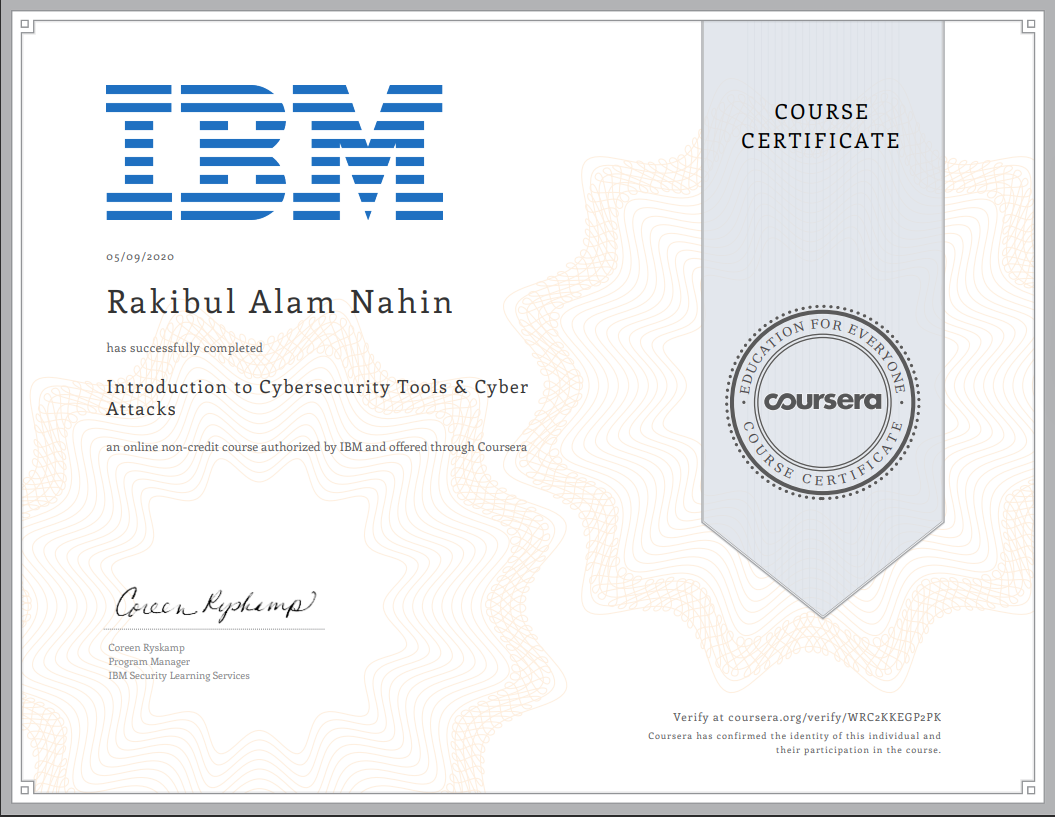 IBM
COURSE
CERTIFICATE
05/09/2020
Rakibul Alam Nahin
has successfully completed
Introduction to Cybersecurity Tools & Cyber
Attacks
an online non-credit course authorized by IBM and offered through Coursera
EDUCATION FOR EVERYONE
coursera
COURSE CERTIFICATE
Coreen Ryskamp
Coreen Ryskamp
Program Manager
IBM Security Learning Services
Verify at coursera.org/verify/WRC2KKEGP2PK
Coursera has confirmed the identity of this individual and
their participation in the course.